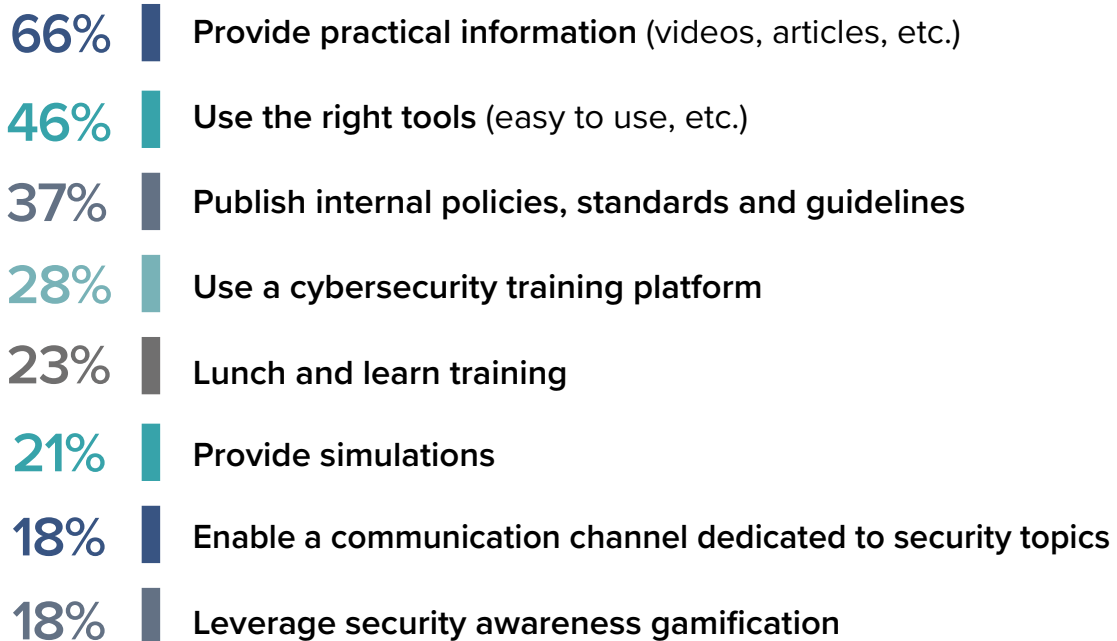 66% Provide practical information (videos, articles, etc.)
46% Use the right tools (easy to use, etc.)
37% Publish internal policies, standards and guidelines
28% Use a cybersecurity training platform
23% Lunch and learn training
21% Provide simulations
18% Enable a communication channel dedicated to security topics
18% Leverage security awareness gamification